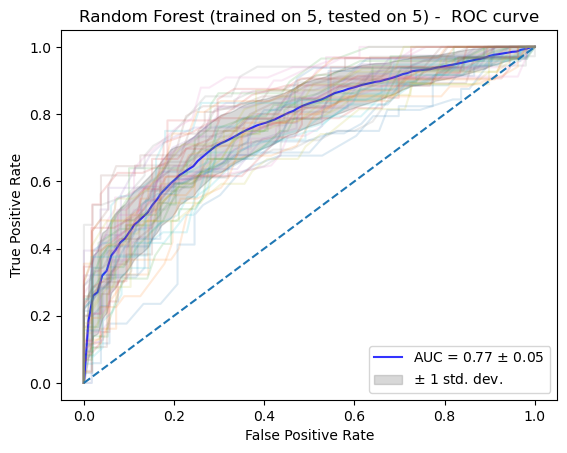 Random Forest (trained on 5, tested on 5) -  ROC curve
True Positive Rate
1.0
0.8
0.6
0.4
0.2
0.0
AUC = 0.77 ± 0.05
± 1 std. dev.
0.0 0.2 0.4 0.6 0.8 1.0
False Positive Rate